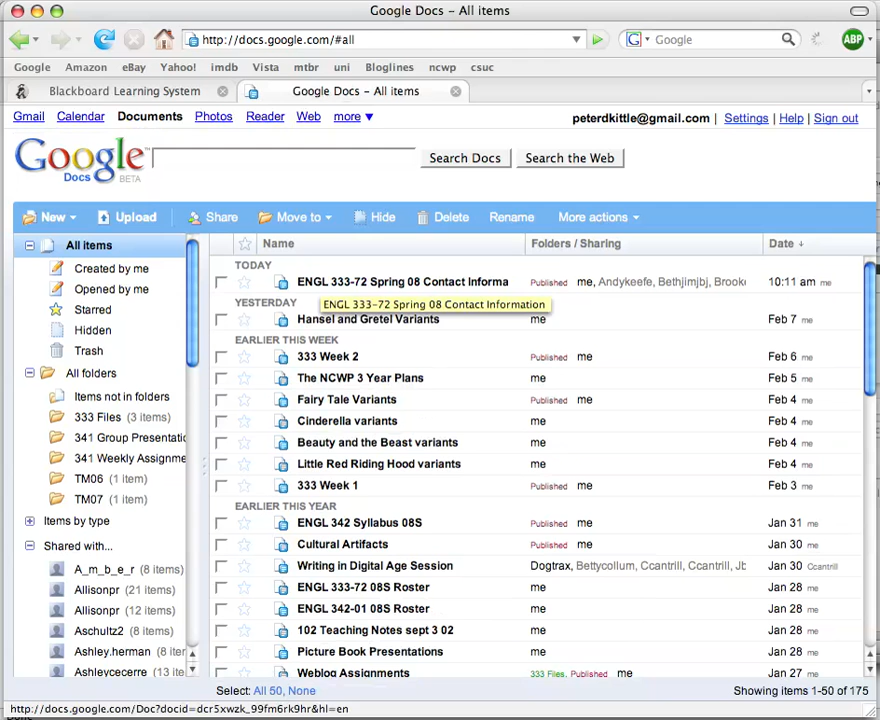 Google Docs – All items
http://docs.google.com/#all
Google
ABP
Google Amazon eBay Yahoo! imdb Vista mtbr uni Bloglines ncwp csuc
Blackboard Learning System
Google Docs – All items
Gmail Calendar Documents Photos Reader Web more ▼
peterdkittle@gmail.com | Settings | Help | Sign out
Google™
Docs BETA
Search Docs
Search the Web
New Upload Share Move to Hide Delete Rename More actions
All items
Created by me
Opened by me
Starred
Hidden
Trash
All folders
Items not in folders
333 Files (3 items)
341 Group Presentatio
341 Weekly Assignme
TM06 (1 item)
TM07 (1 item)
Items by type
Shared with...
A_m_b_e_r (8 items)
Allisonpr (21 items)
Allisonpr (12 items)
Aschultz2 (8 items)
Ashley.herman (8 iter
Ashleycecerre (13 ite
Name Folders / Sharing Date ↓
TODAY
ENGL 333-72 Spring 08 Contact Informa Published me, Andykeefe, Bethjimjbj, Brooke 10:11 am me
ENGL 333-72 Spring 08 Contact Information
YESTERDAY
Hansel and Gretel Variants me Feb 7 me
EARLIER THIS WEEK
333 Week 2 Published me Feb 6 me
The NCWP 3 Year Plans me Feb 5 me
Fairy Tale Variants Published me Feb 4 me
Cinderella variants me Feb 4 me
Beauty and the Beast variants me Feb 4 me
Little Red Riding Hood variants me Feb 4 me
333 Week 1 Published me Feb 3 me
EARLIER THIS YEAR
ENGL 342 Syllabus 08S Published me Jan 31 me
Cultural Artifacts Published me Jan 30 me
Writing in Digital Age Session Dogtrax, Bettycollum, Ccantrill, Ccantrill, Jb Jan 30 Ccantrill
ENGL 333-72 08S Roster me Jan 28 me
ENGL 342-01 08S Roster me Jan 28 me
102 Teaching Notes sept 3 02 me Jan 28 me
Picture Book Presentations me Jan 28 me
Weblog Assignments 333 Files, Published me Jan 27 me
Select: All 50, None
Showing items 1-50 of 175
http://docs.google.com/Doc?docid=dcr5xwzk_99fm6rk9hr&hl=en